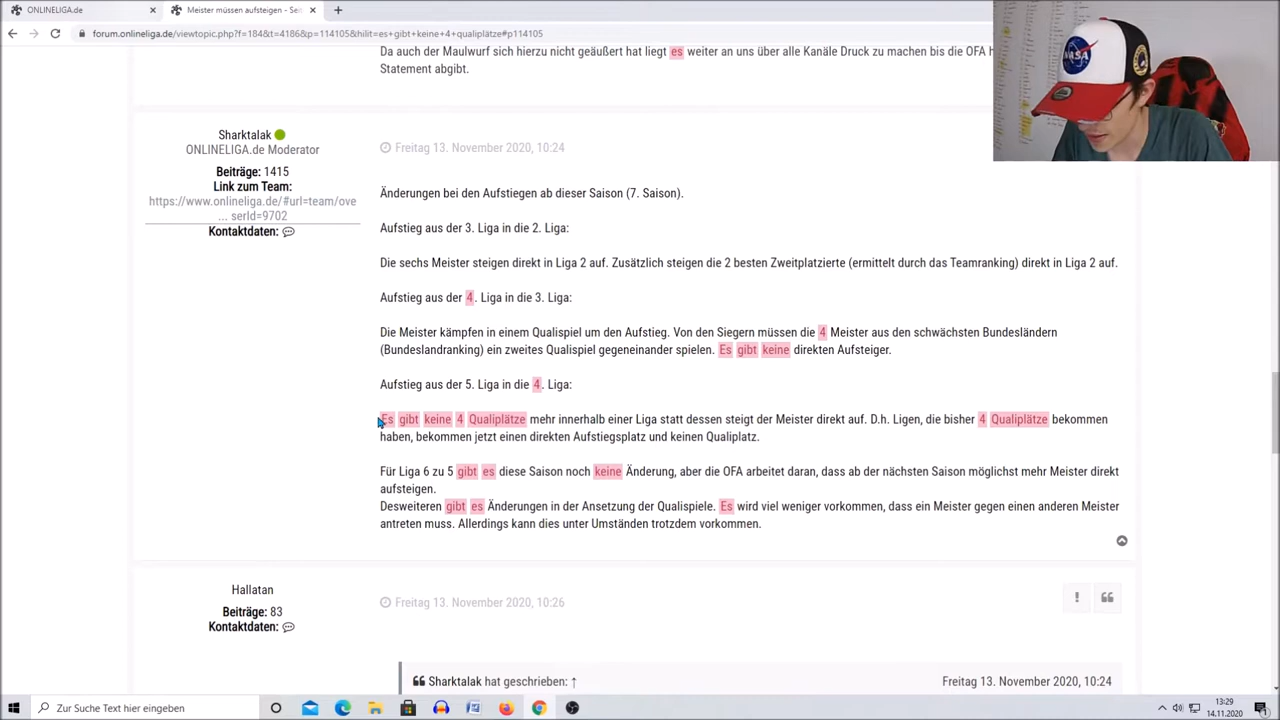 ONLINELIGA.de
Meister müssen aufsteigen - Sei
forum.onlineliga.de/viewtopic.php?f=184&t=4186&p=114105&hilit=es+gibt+keine+4+qualiplätze#p114105
NASA
Da auch der Maulwurf sich hierzu nicht geäußert hat liegt es weiter an uns über alle Kanäle Druck zu machen bis die OFA
Statement abgibt.
Sharktalak
ONLINELIGA.de Moderator
Beiträge: 1415
Link zum Team:
https://www.onlineliga.de/#url=team/ove
... serId=9702
Kontaktdaten:
Freitag 13. November 2020, 10:24
Änderungen bei den Aufstiegen ab dieser Saison (7. Saison).
Aufstieg aus der 3. Liga in die 2. Liga:
Die sechs Meister steigen direkt in Liga 2 auf. Zusätzlich steigen die 2 besten Zweitplatzierte (ermittelt durch das Teamranking) direkt in Liga 2 auf.
Aufstieg aus der 4. Liga in die 3. Liga:
Die Meister kämpfen in einem Qualispiel um den Aufstieg. Von den Siegern müssen die 4 Meister aus den schwächsten Bundesländern
(Bundeslandranking) ein zweites Qualispiel gegeneinander spielen. Es gibt keine direkten Aufsteiger.
Aufstieg aus der 5. Liga in die 4. Liga:
Es gibt keine 4 Qualiplätze mehr innerhalb einer Liga statt dessen steigt der Meister direkt auf. D.h. Ligen, die bisher 4 Qualiplätze bekommen
haben, bekommen jetzt einen direkten Aufstiegsplatz und keinen Qualiplatz.
Für Liga 6 zu 5 gibt es diese Saison noch keine Änderung, aber die OFA arbeitet daran, dass ab der nächsten Saison möglichst mehr Meister direkt
aufsteigen.
Desweiteren gibt es Änderungen in der Ansetzung der Qualispiele. Es wird viel weniger vorkommen, dass ein Meister gegen einen anderen Meister
antreten muss. Allerdings kann dies unter Umständen trotzdem vorkommen.
Hallatan
Beiträge: 83
Kontaktdaten:
Freitag 13. November 2020, 10:26
Sharktalak hat geschrieben: ↑
Freitag 13. November 2020, 10:24
Zur Suche Text hier eingeben
13:29
14.11.2020